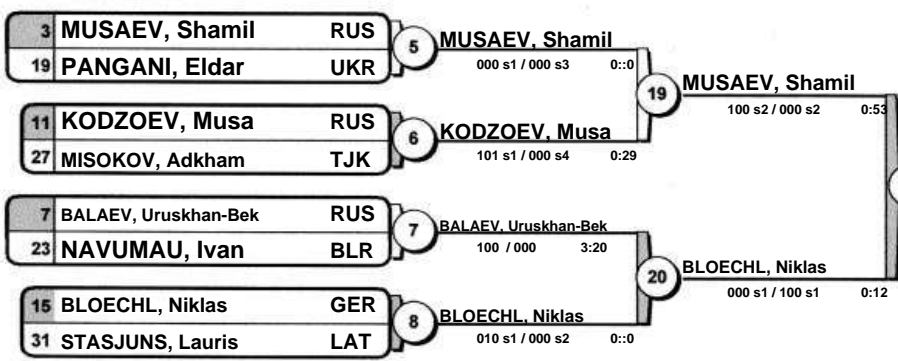 3 MUSAEV, Shamil RUS
19 PANGANI, Eldar UKR
5
MUSAEV, Shamil
000 s1 / 000 s3 0::0
11 KODZOEV, Musa RUS
27 MISOKOV, Adkham TJK
6
KODZOEV, Musa
101 s1 / 000 s4 0:29
19
MUSAEV, Shamil
100 s2 / 000 s2 0:53
7 BALAEV, Uruskhan-Bek RUS
23 NAVUMAU, Ivan BLR
7
BALAEV, Uruskhan-Bek
100 / 000 3:20
15 BLOECHL, Niklas GER
31 STASJUNS, Lauris LAT
8
BLOECHL, Niklas
010 s1 / 000 s2 0::0
20
BLOECHL, Niklas
000 s1 / 100 s1 0:12